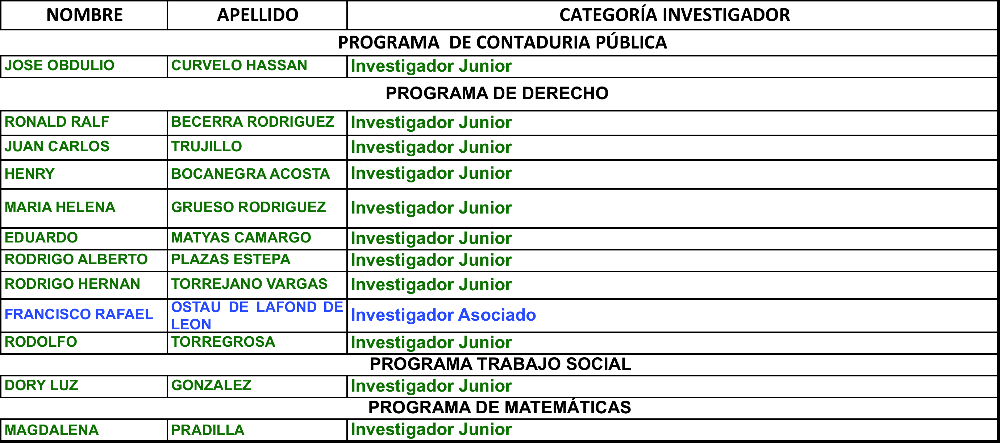 NOMBRE APELLIDO CATEGORÍA INVESTIGADOR
PROGRAMA DE CONTADURIA PÚBLICA
JOSE OBDULIO CURVELO HASSAN Investigador Junior
PROGRAMA DE DERECHO
RONALD RALF BECERRA RODRIGUEZ Investigador Junior
JUAN CARLOS TRUJILLO Investigador Junior
HENRY BOCANEGRA ACOSTA Investigador Junior
MARIA HELENA GRUESO RODRIGUEZ Investigador Junior
EDUARDO MATYAS CAMARGO Investigador Junior
RODRIGO ALBERTO PLAZAS ESTEPA Investigador Junior
RODRIGO HERNAN TORREJANO VARGAS Investigador Junior
FRANCISCO RAFAEL OSTAU DE LAFOND DE
LEON Investigador Asociado
RODOLFO TORREGROSA Investigador Junior
PROGRAMA TRABAJO SOCIAL
DORY LUZ GONZALEZ Investigador Junior
PROGRAMA DE MATEMÁTICAS
MAGDALENA PRADILLA Investigador Junior